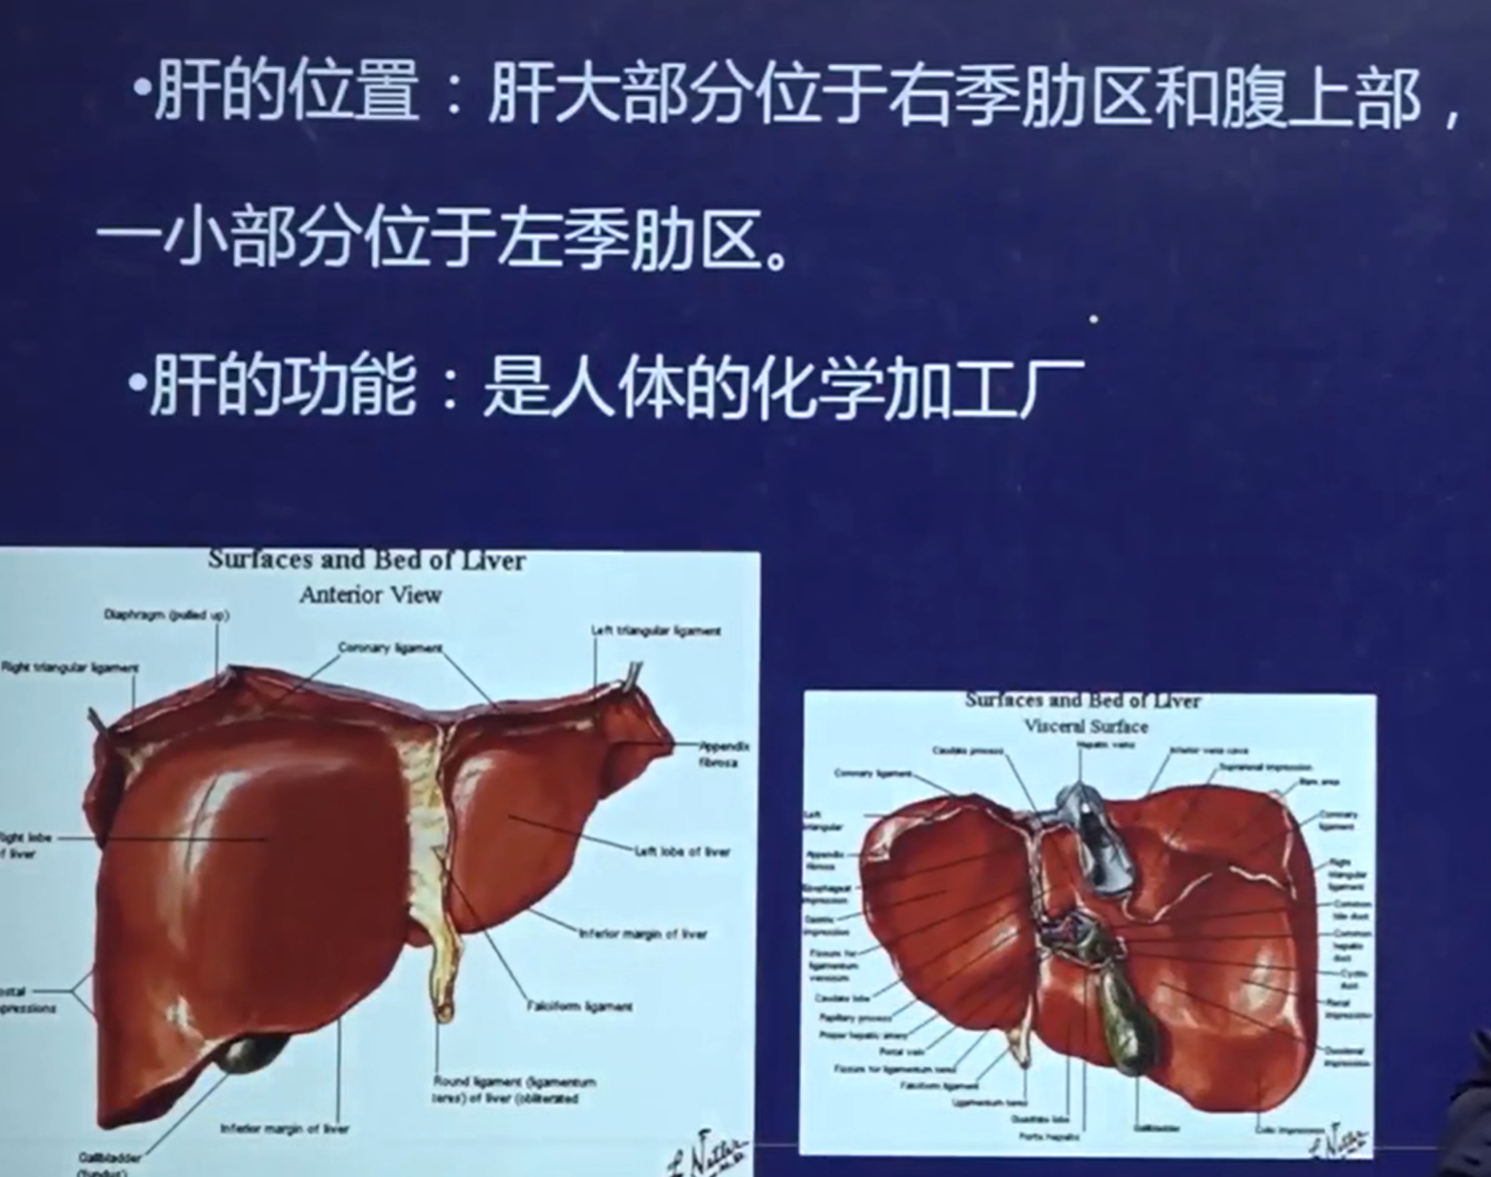 •肝的位置：肝大部分位于右季肋区和腹上部，
一小部分位于左季肋区。
•肝的功能：是人体的化学加工厂
Surfaces and Bed of Liver
Anterior View
Diaphragm (pulled up)
Left triangular ligament
Coronary ligament
Right triangular ligament
Appendix
fibrosa
Right lobe
of liver
Left lobe of liver
Inferior margin of liver
Falciform ligament
Round ligament (ligamentum
teres) of liver (obliterated
Inferior margin of liver
Gallbladder
(fundus)
Surfaces and Bed of Liver
Visceral Surface
Caudate process
Hepatic veins
Inferior vena cava
Coronary ligament
Suprarenal impression
Bare area
Left
triangular
Coronary
ligament
Appendix
fibrosa
Right
triangular
ligament
Esophageal
impression
Common
bile duct
Gastric
impression
Common
hepatic
duct
Fissure for
ligamentum
venosum
Cystic
duct
Caudate lobe
Renal
impression
Papillary process
Proper hepatic artery
Portal vein
Duodenal
impression
Fissure for ligamentum teres
Falciform ligament
Ligamentum teres
Quadrate lobe
Porta hepatis
Gallbladder
Colic impression